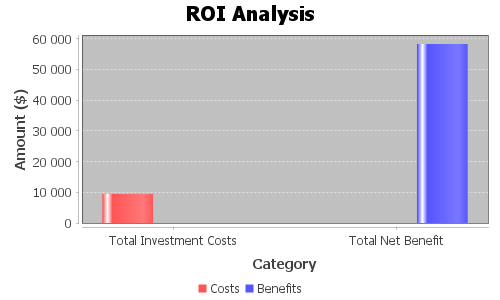 ROI Analysis
Amount ($)
60 000
50 000
40 000
30 000
20 000
10 000
0
Total Investment Costs
Total Net Benefit
Category
Costs Benefits